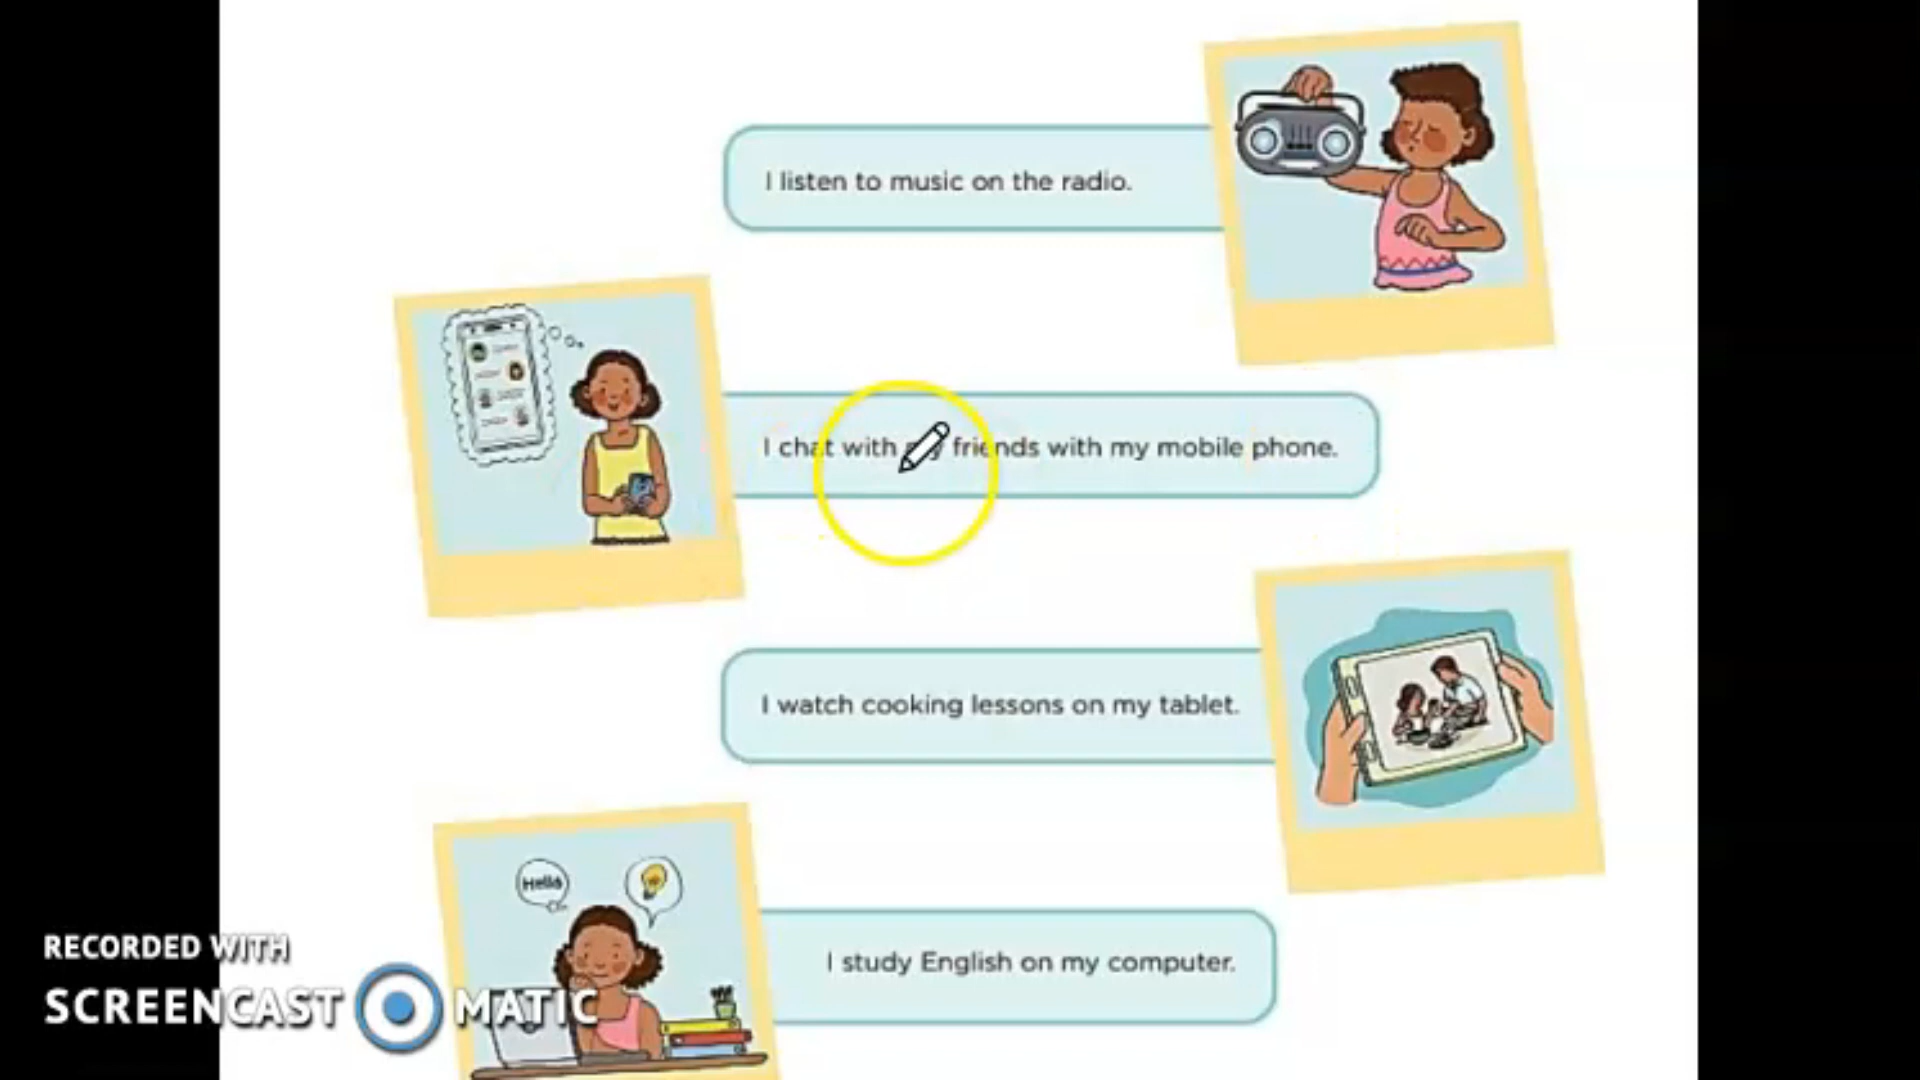 I listen to music on the radio.
I chat with my friends with my mobile phone.
I watch cooking lessons on my tablet.
Hello
I study English on my computer.
RECORDED WITH
SCREENCAST MATIC